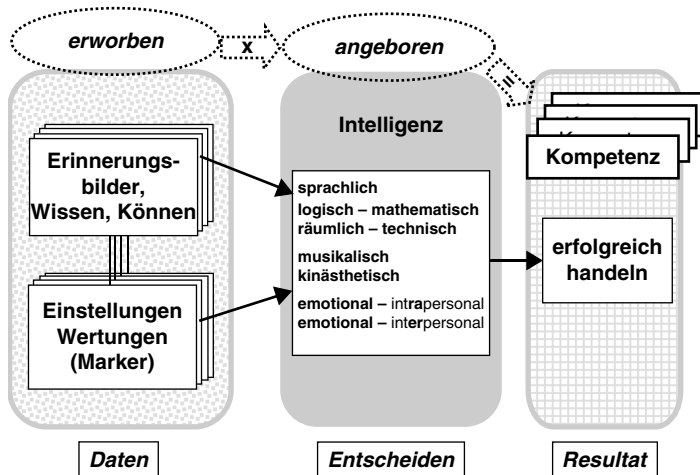 erworben
x
angeboren
=
Intelligenz
Erinnerungs-
bilder,
Wissen, Können
Einstellungen
Wertungen
(Marker)
sprachlich
logisch – mathematisch
räumlich – technisch
musikalisch
kinästhetisch
emotional – intrapersonal
emotional – interpersonal
Kompetenz
erfolgreich
handeln
Daten
Entscheiden
Resultat